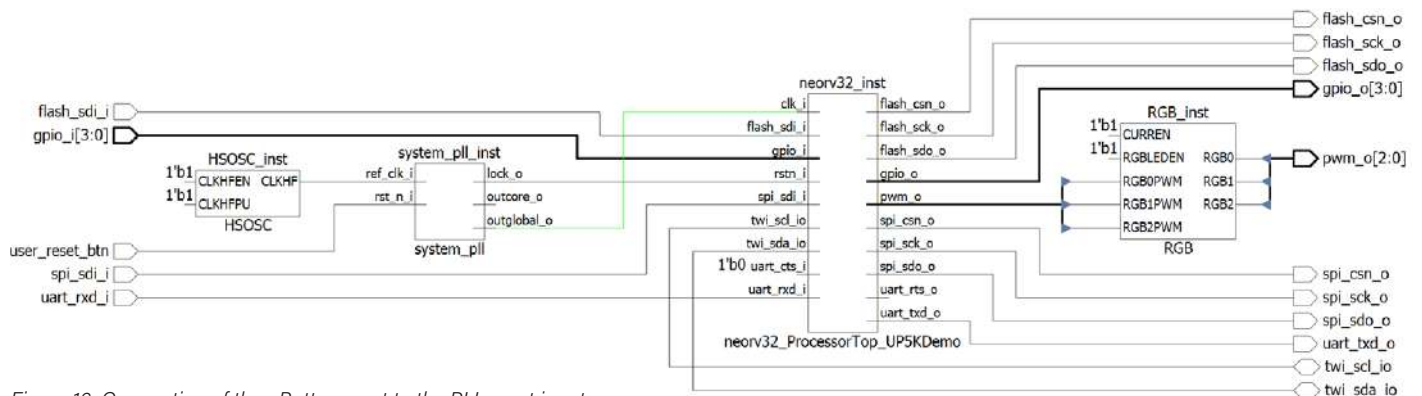 flash_csn_o
flash_sck_o
flash_sdo_o
gpio_o[3:0]
pwm_o[2:0]
flash_sdi_i
gpio_i[3:0]
user_reset_btn
spi_sdi_i
uart_rxd_i
HSOSC_inst
1'b1
CLKHFEN CLKHF
1'b1
CLKHFPU
HSOSC
system_pll_inst
ref_clk_i lock_o
rst_n_i outcore_o
outglobal_o
system_pll
neorv32_inst
clk_i flash_csn_o
flash_sdi_i flash_sck_o
gpio_i flash_sdo_o
rstn_i gpio_o
spi_sdi_i pwm_o
twi_scl_io spi_csn_o
twi_sda_io spi_sck_o
1'b0 uart_cts_i spi_sdo_o
uart_rxd_i uart_rts_o
uart_txd_o
neorv32_ProcessorTop_UP5KDemo
RGB_inst
1'b1
CURREN
1'b1
RGBLEDEN RGB0
RGB0PWM RGB1
RGB1PWM RGB2
RGB2PWM
RGB
spi_csn_o
spi_sck_o
spi_sdo_o
uart_txd_o
twi_scl_io
twi_sda_io
Connection of the